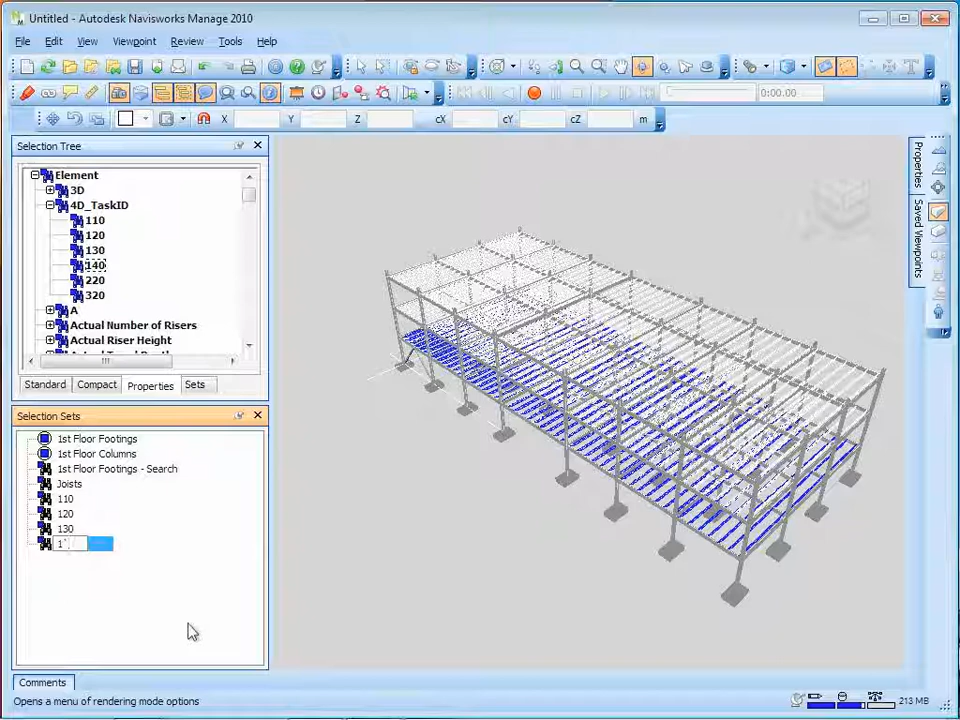 Untitled - Autodesk Navisworks Manage 2010
File Edit View Viewpoint Review Tools Help
0:00.00
X Y Z cX cY cZ m
Selection Tree
Element
3D
4D_TaskID
110
120
130
140
220
320
A
Actual Number of Risers
Actual Riser Height
Standard Compact Properties Sets
Selection Sets
1st Floor Footings
1st Floor Columns
1st Floor Footings - Search
Joists
110
120
130
1
Properties
Saved Viewpoints
Comments
Opens a menu of rendering mode options
213 MB